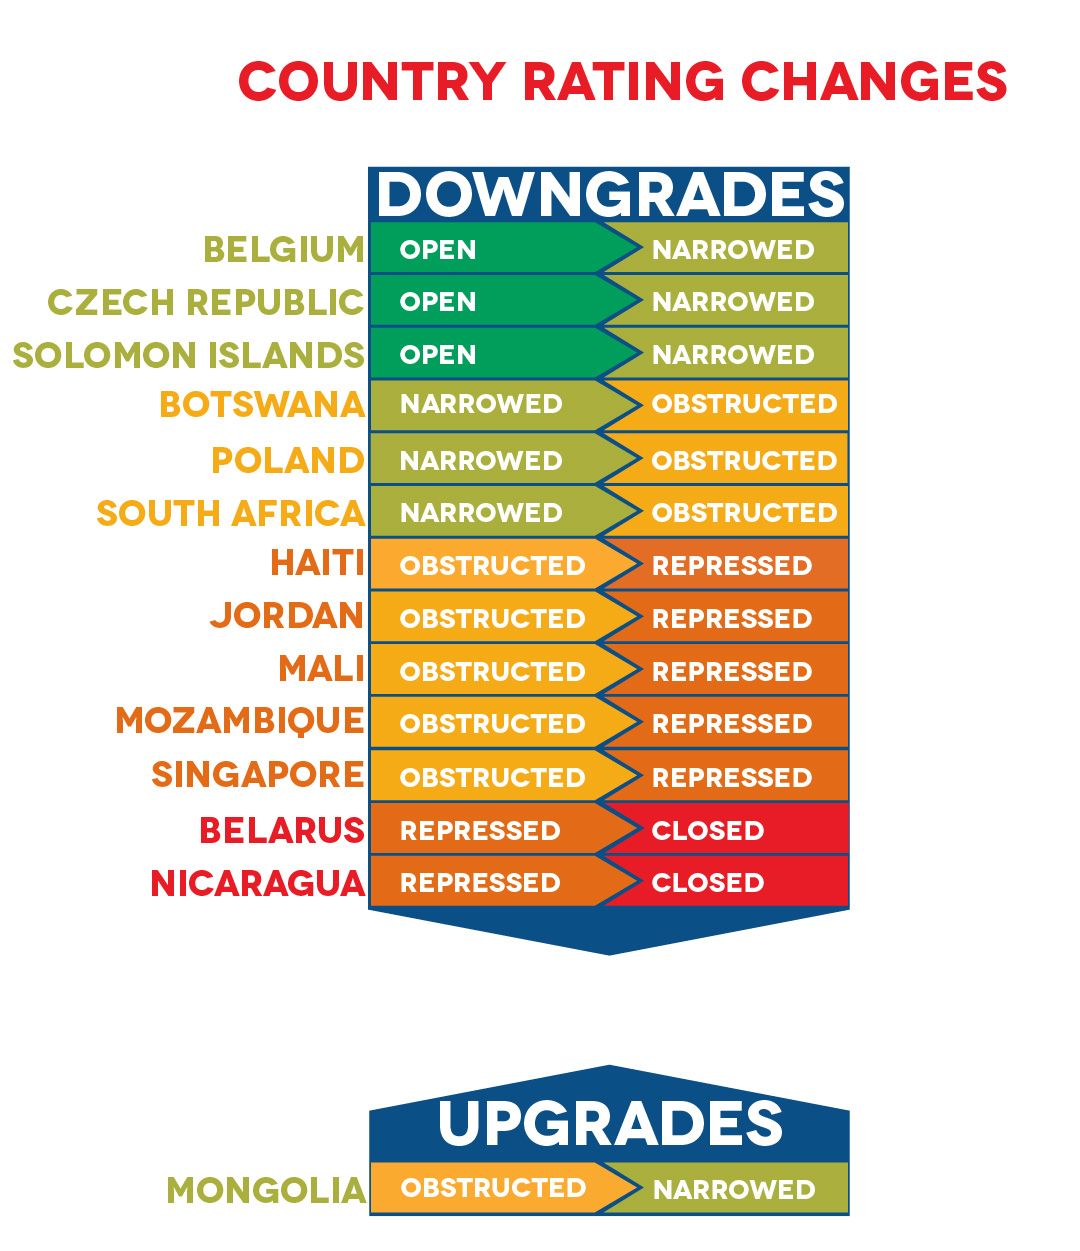 COUNTRY RATING CHANGES
DOWNGRADES
BELGIUM OPEN NARROWED
CZECH REPUBLIC OPEN NARROWED
SOLOMON ISLANDS OPEN NARROWED
BOTSWANA NARROWED OBSTRUCTED
POLAND NARROWED OBSTRUCTED
SOUTH AFRICA NARROWED OBSTRUCTED
HAITI OBSTRUCTED REPRESSED
JORDAN OBSTRUCTED REPRESSED
MALI OBSTRUCTED REPRESSED
MOZAMBIQUE OBSTRUCTED REPRESSED
SINGAPORE OBSTRUCTED REPRESSED
BELARUS REPRESSED CLOSED
NICARAGUA REPRESSED CLOSED
UPGRADES
MONGOLIA OBSTRUCTED NARROWED